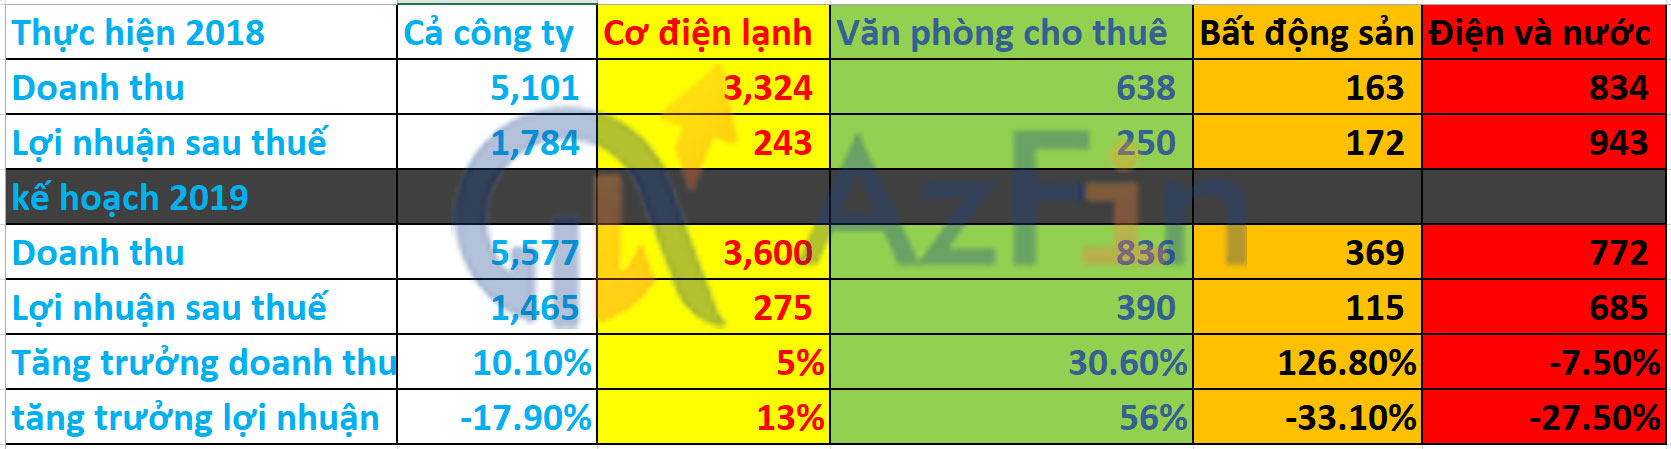 Thực hiện 2018 Cả công ty Cơ điện lạnh Văn phòng cho thuê Bất động sản Điện và nước
Doanh thu 5,101 3,324 638 163 834
Lợi nhuận sau thuế 1,784 243 250 172 943
kế hoạch 2019
Doanh thu 5,577 3,600 836 369 772
Lợi nhuận sau thuế 1,465 275 390 115 685
Tăng trưởng doanh thu 10.10% 5% 30.60% 126.80% -7.50%
tăng trưởng lợi nhuận -17.90% 13% 56% -33.10% -27.50%
AzFin